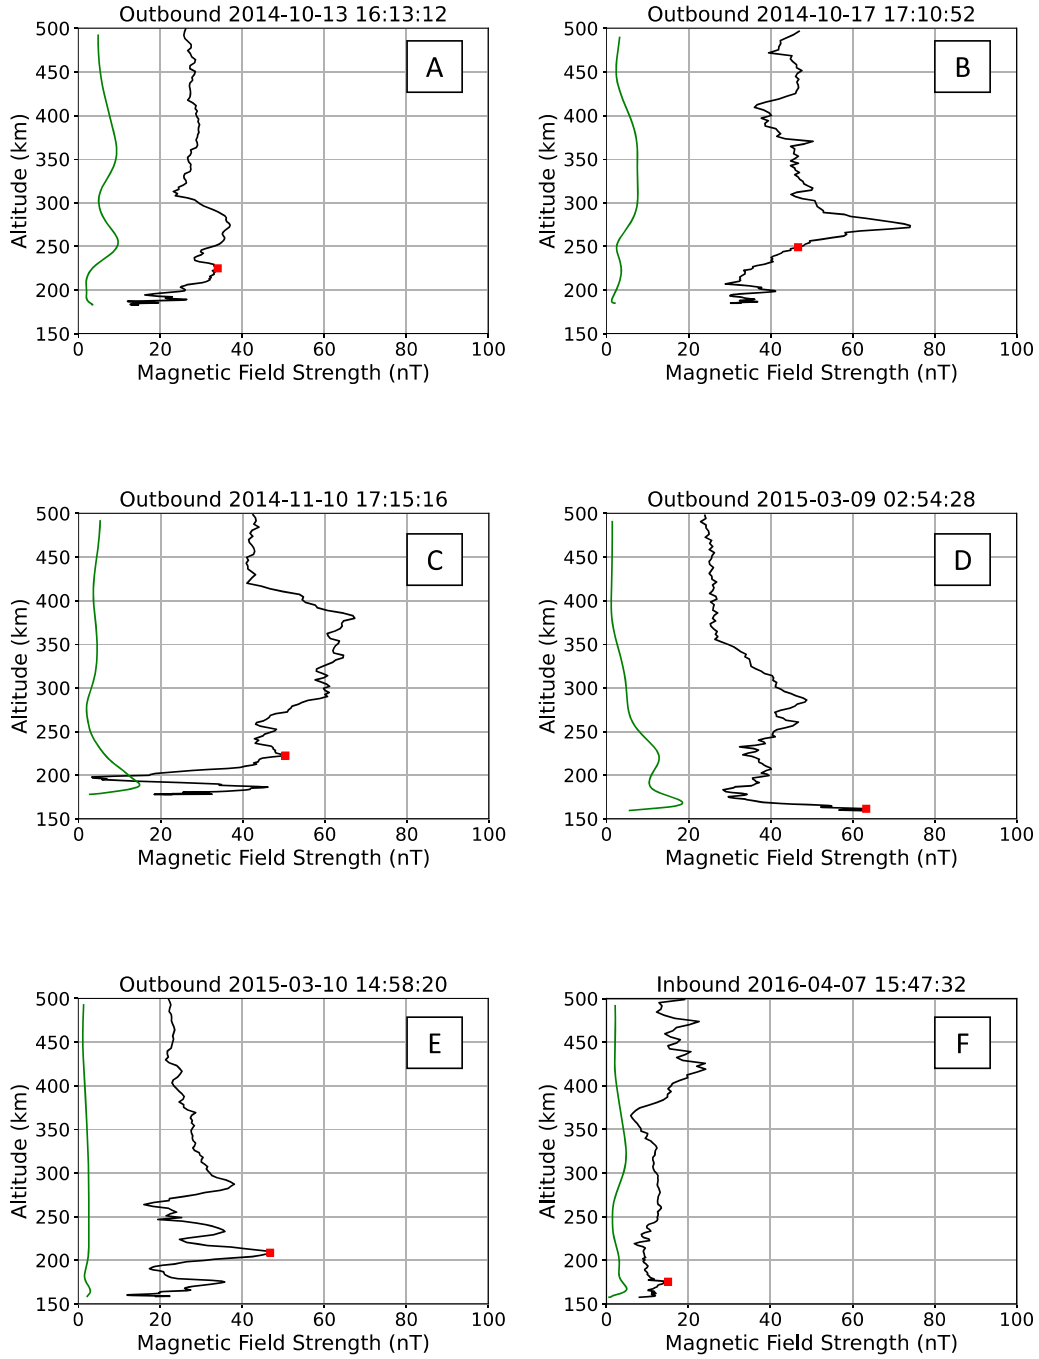 Outbound 2014-10-13 16:13:12
A
500
450
400
350
300
250
200
150
Altitude (km)
0 20 40 60 80 100
Magnetic Field Strength (nT)
Outbound 2014-10-17 17:10:52
B
500
450
400
350
300
250
200
150
Altitude (km)
0 20 40 60 80 100
Magnetic Field Strength (nT)
Outbound 2014-11-10 17:15:16
C
500
450
400
350
300
250
200
150
Altitude (km)
0 20 40 60 80 100
Magnetic Field Strength (nT)
Outbound 2015-03-09 02:54:28
D
500
450
400
350
300
250
200
150
Altitude (km)
0 20 40 60 80 100
Magnetic Field Strength (nT)
Outbound 2015-03-10 14:58:20
E
500
450
400
350
300
250
200
150
Altitude (km)
0 20 40 60 80 100
Magnetic Field Strength (nT)
Inbound 2016-04-07 15:47:32
F
500
450
400
350
300
250
200
150
Altitude (km)
0 20 40 60 80 100
Magnetic Field Strength (nT)